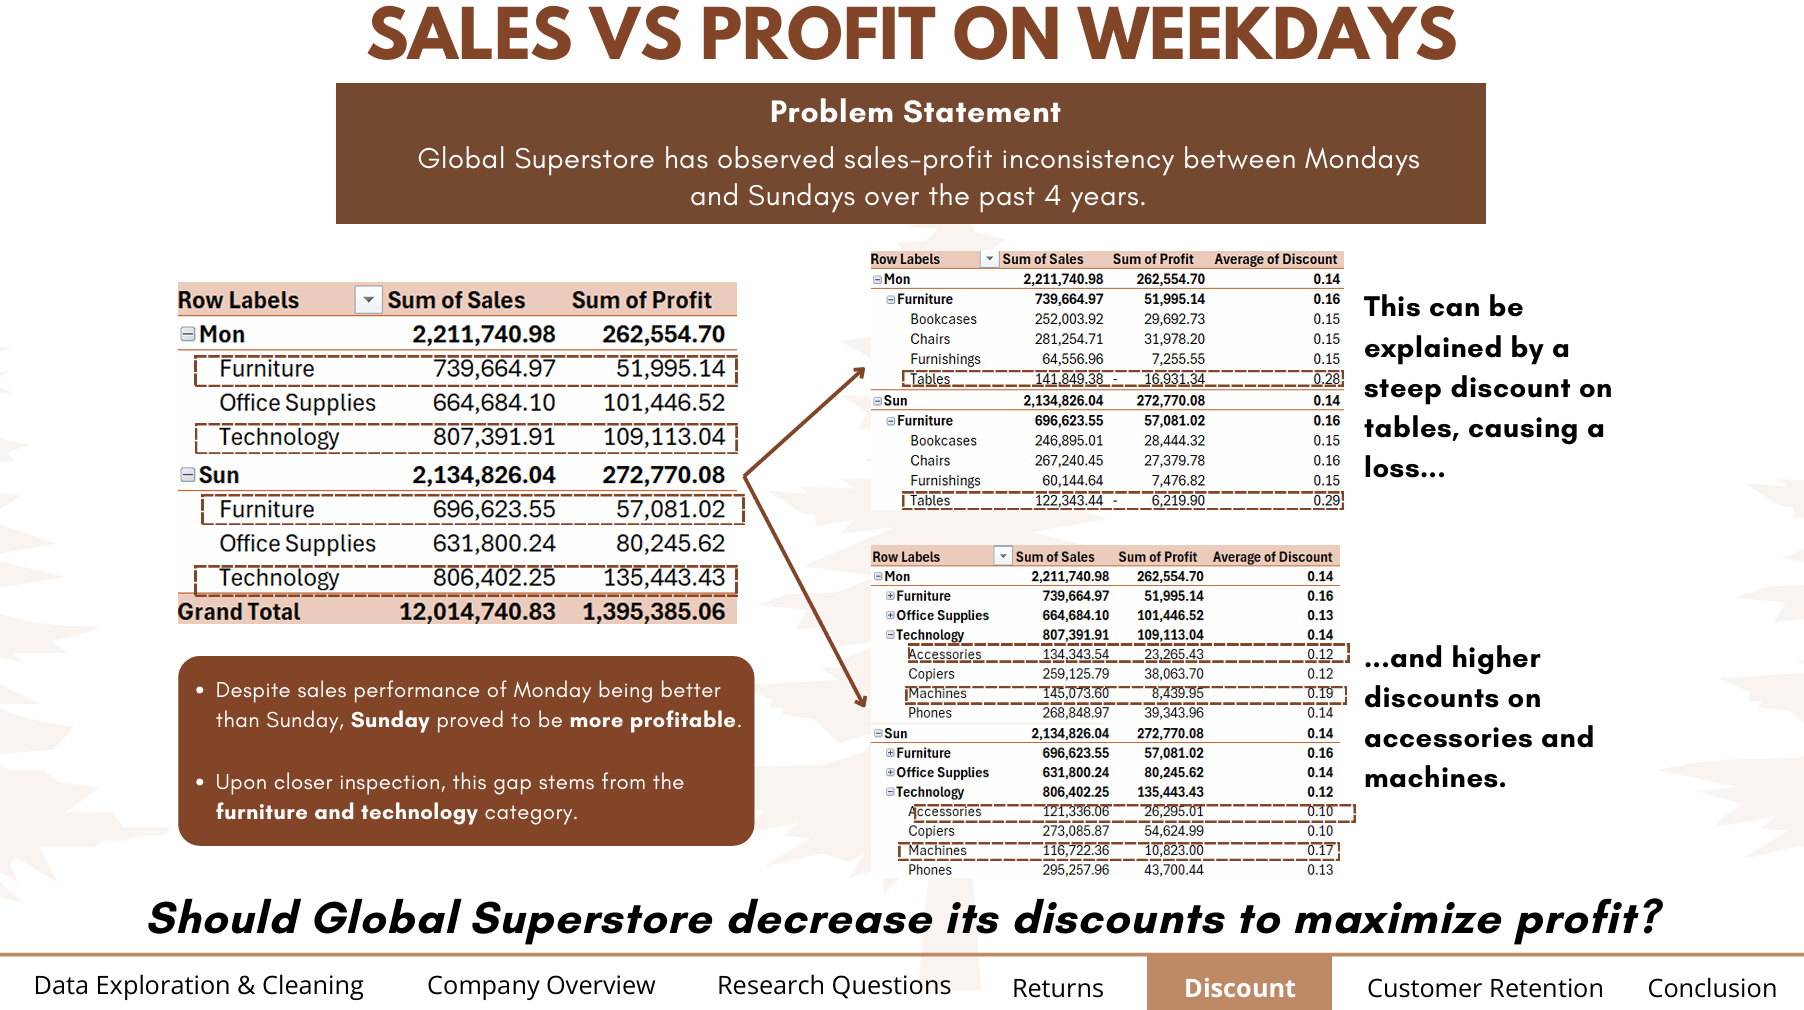 SALES VS PROFIT ON WEEKDAYS
Problem Statement
Global Superstore has observed sales-profit inconsistency between Mondays
and Sundays over the past 4 years.
Row Labels Sum of Sales Sum of Profit
Mon 2,211,740.98 262,554.70
Furniture 739,664.97 51,995.14
Office Supplies 664,684.10 101,446.52
Technology 807,391.91 109,113.04
Sun 2,134,826.04 272,770.08
Furniture 696,623.55 57,081.02
Office Supplies 631,800.24 80,245.62
Technology 806,402.25 135,443.43
Grand Total 12,014,740.83 1,395,385.06
• Despite sales performance of Monday being better
than Sunday, Sunday proved to be more profitable.
• Upon closer inspection, this gap stems from the
furniture and technology category.
Row Labels Sum of Sales Sum of Profit Average of Discount
Mon 2,211,740.98 262,554.70 0.14
Furniture 739,664.97 51,995.14 0.16
Bookcases 252,003.92 29,692.73 0.15
Chairs 281,254.71 31,978.20 0.15
Furnishings 64,556.96 7,255.55 0.15
Tables 141,849.38 - 16,931.34 0.28
Sun 2,134,826.04 272,770.08 0.14
Furniture 696,623.55 57,081.02 0.16
Bookcases 246,895.01 28,444.32 0.15
Chairs 267,240.45 27,379.78 0.16
Furnishings 60,144.64 7,476.82 0.15
Tables 122,343.44 - 6,219.90 0.29
This can be
explained by a
steep discount on
tables, causing a
loss...
Row Labels Sum of Sales Sum of Profit Average of Discount
Mon 2,211,740.98 262,554.70 0.14
Furniture 739,664.97 51,995.14 0.16
Office Supplies 664,684.10 101,446.52 0.13
Technology 807,391.91 109,113.04 0.14
Accessories 134,343.54 23,265.43 0.12
Copiers 259,125.79 38,063.70 0.12
Machines 145,073.60 8,439.95 0.19
Phones 268,848.97 39,343.96 0.14
Sun 2,134,826.04 272,770.08 0.14
Furniture 696,623.55 57,081.02 0.16
Office Supplies 631,800.24 80,245.62 0.14
Technology 806,402.25 135,443.43 0.12
Accessories 121,336.06 26,295.01 0.10
Copiers 273,085.87 54,624.99 0.10
Machines 116,722.36 10,823.00 0.17
Phones 295,257.96 43,700.44 0.13
...and higher
discounts on
accessories and
machines.
Should Global Superstore decrease its discounts to maximize profit?
Data Exploration & Cleaning Company Overview Research Questions Returns Discount Customer Retention Conclusion